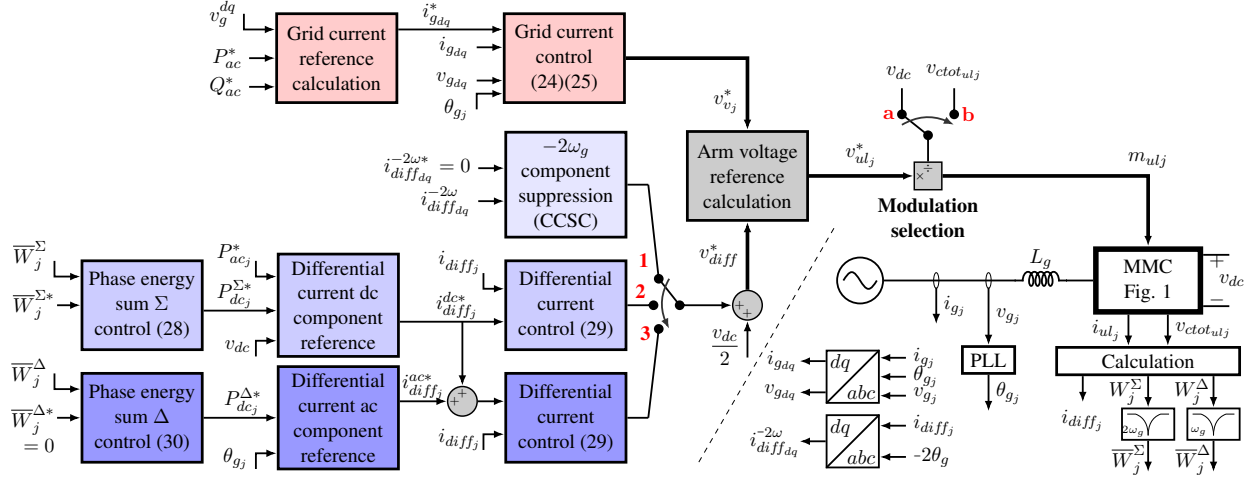 v_g^{dq}
P_{ac}^*
Q_{ac}^*
Grid current
reference
calculation
i_{g_{dq}}^*
i_{g_{dq}}
v_{g_{dq}}
θ_{g_j}
Grid current
control
(24)(25)
v_{v_j}^*
i_{diff_{dq}}^{-2ω*} = 0
i_{diff_{dq}}^{-2ω}
−2ω_g
component
suppression
(CCSC)
Arm voltage
reference
calculation
v_{ul_j}^*
v_{dc}
v_{ctot_{ulj}}
a
b
×
÷
Modulation
selection
m_{ulj}
\overline{W}_j^Σ
\overline{W}_j^{Σ*}
Phase energy
sum Σ
control (28)
P_{ac_j}^*
P_{dc_j}^{Σ*}
v_{dc}
Differential
current dc
component
reference
i_{diff_j}
i_{diff_j}^{dc*}
Differential
current
control (29)
1
2
3
v_{diff}^*
+
+
v_{dc}
2
\overline{W}_j^Δ
\overline{W}_j^{Δ*}
= 0
Phase energy
sum Δ
control (30)
P_{dc_j}^{Δ*}
θ_{g_j}
Differential
current ac
component
reference
i_{diff_j}^{ac*}
+
+
i_{diff_j}
Differential
current
control (29)
L_g
i_{g_j}
v_{g_j}
PLL
θ_{g_j}
MMC
Fig. 1
+
v_{dc}
−
i_{ul_j}
v_{ctot_{ulj}}
Calculation
i_{diff_j}
W_j^Σ
W_j^Δ
2ω_g
ω_g
\overline{W}_j^Σ
\overline{W}_j^Δ
i_{g_{dq}}
v_{g_{dq}}
dq
abc
i_{g_j}
θ_{g_j}
v_{g_j}
i_{diff_{dq}}^{-2ω}
dq
abc
i_{diff_j}
-2θ_g